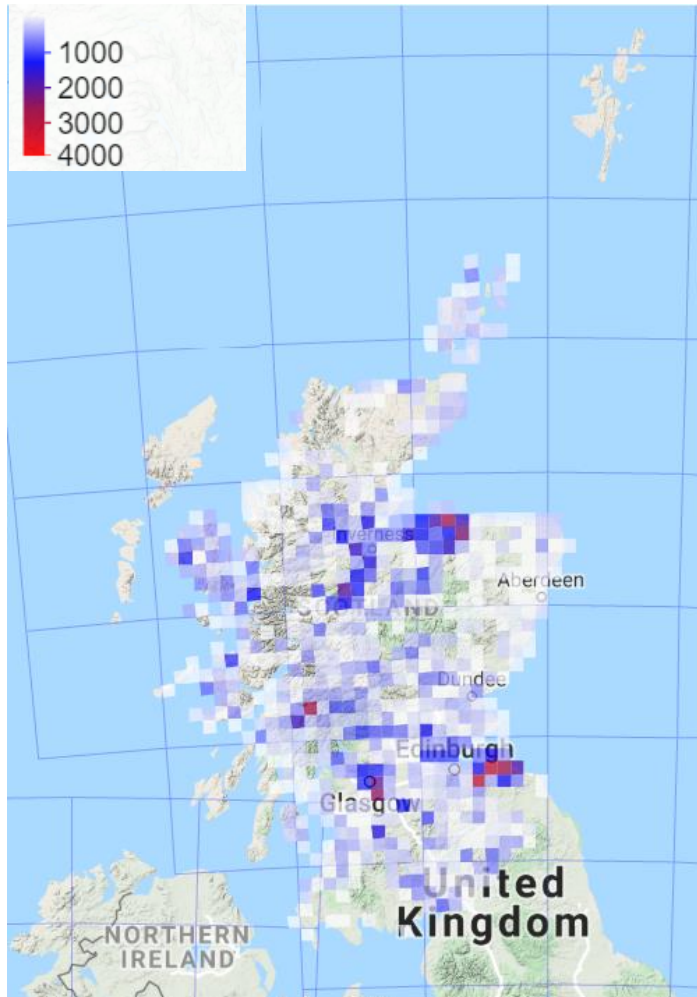 1000
2000
3000
4000
Inverness
Aberdeen
SCOTLAND
Dundee
Edinburgh
Glasgow
United
Kingdom
NORTHERN
IRELAND